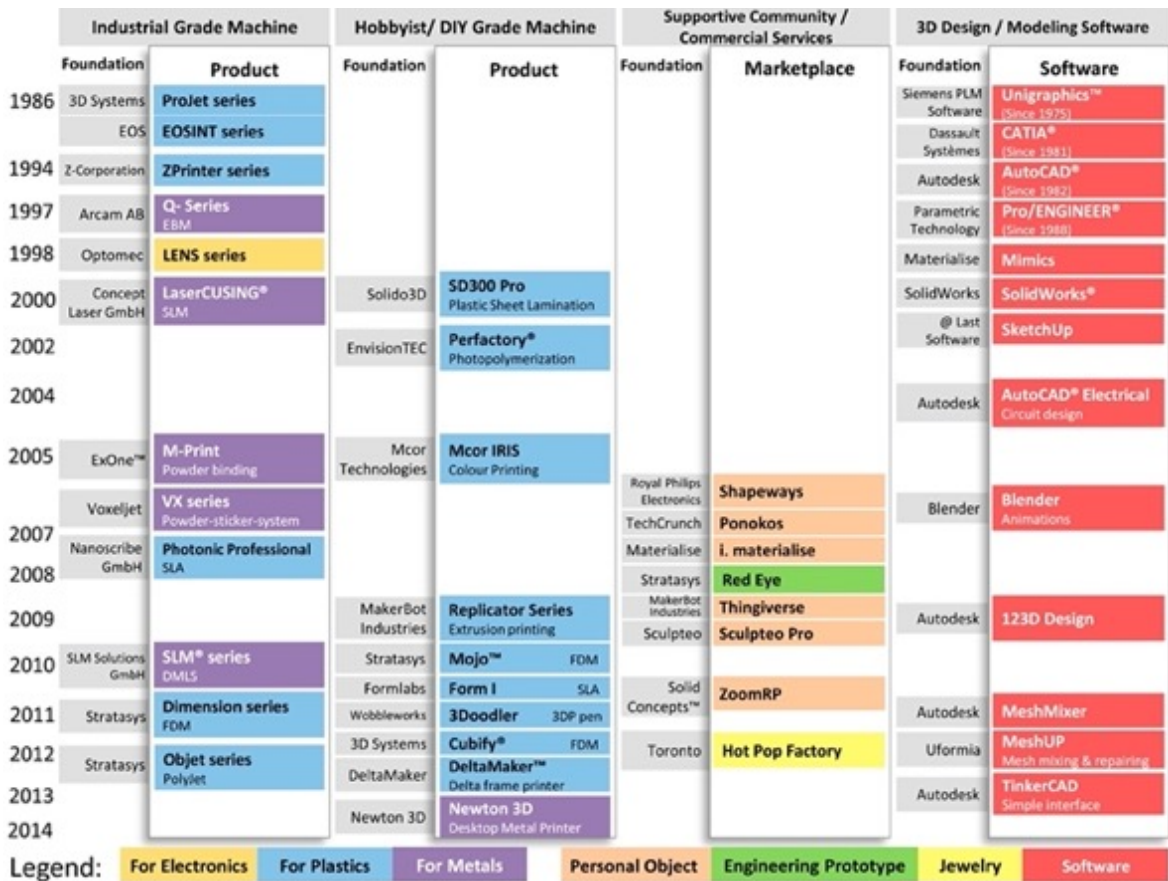 Industrial Grade Machine
Hobbyist/ DIY Grade Machine
Supportive Community /
Commercial Services
3D Design / Modeling Software
Foundation
Product
Foundation
Product
Foundation
Marketplace
Foundation
Software
1986
3D Systems
ProJet series
Siemens PLM
Software
Unigraphics™
(Since 1975)
EOS
EOSINT series
Dassault
Systèmes
CATIA®
(Since 1981)
1994
Z-Corporation
ZPrinter series
Autodesk
AutoCAD®
(Since 1982)
1997
Arcam AB
Q- Series
EBM
Parametric
Technology
Pro/ENGINEER®
(Since 1988)
1998
Optomec
LENS series
Materialise
Mimics
2000
Concept
Laser GmbH
LaserCUSING®
SLM
Solido3D
SD300 Pro
Plastic Sheet Lamination
SolidWorks
SolidWorks®
2002
EnvisionTEC
Perfactory®
Photopolymerization
@ Last
Software
SketchUp
2004
Autodesk
AutoCAD® Electrical
Circuit design
2005
ExOne™
M-Print
Powder binding
Mcor
Technologies
Mcor IRIS
Colour Printing
Royal Philips
Electronics
Shapeways
Voxeljet
VX series
Powder-sticker-system
TechCrunch
Ponokos
Blender
Blender
Animations
2007
Nanoscribe
GmbH
Photonic Professional
SLA
Materialise
i. materialise
2008
Stratasys
Red Eye
2009
MakerBot
Industries
Replicator Series
Extrusion printing
MakerBot
Industries
Thingiverse
Autodesk
123D Design
Sculpteo
Sculpteo Pro
2010
SLM Solutions
GmbH
SLM® series
DMLS
Stratasys
Mojo™ FDM
Formlabs
Form I SLA
Solid
Concepts™
ZoomRP
2011
Stratasys
Dimension series
FDM
Wobbleworks
3Doodler 3DP pen
Autodesk
MeshMixer
2012
Stratasys
Objet series
PolyJet
3D Systems
Cubify® FDM
Toronto
Hot Pop Factory
Uformia
MeshUP
Mesh mixing & repairing
DeltaMaker
DeltaMaker™
Delta frame printer
2013
Autodesk
TinkerCAD
Simple interface
2014
Newton 3D
Newton 3D
Desktop Metal Printer
Legend: For Electronics For Plastics For Metals Personal Object Engineering Prototype Jewelry Software